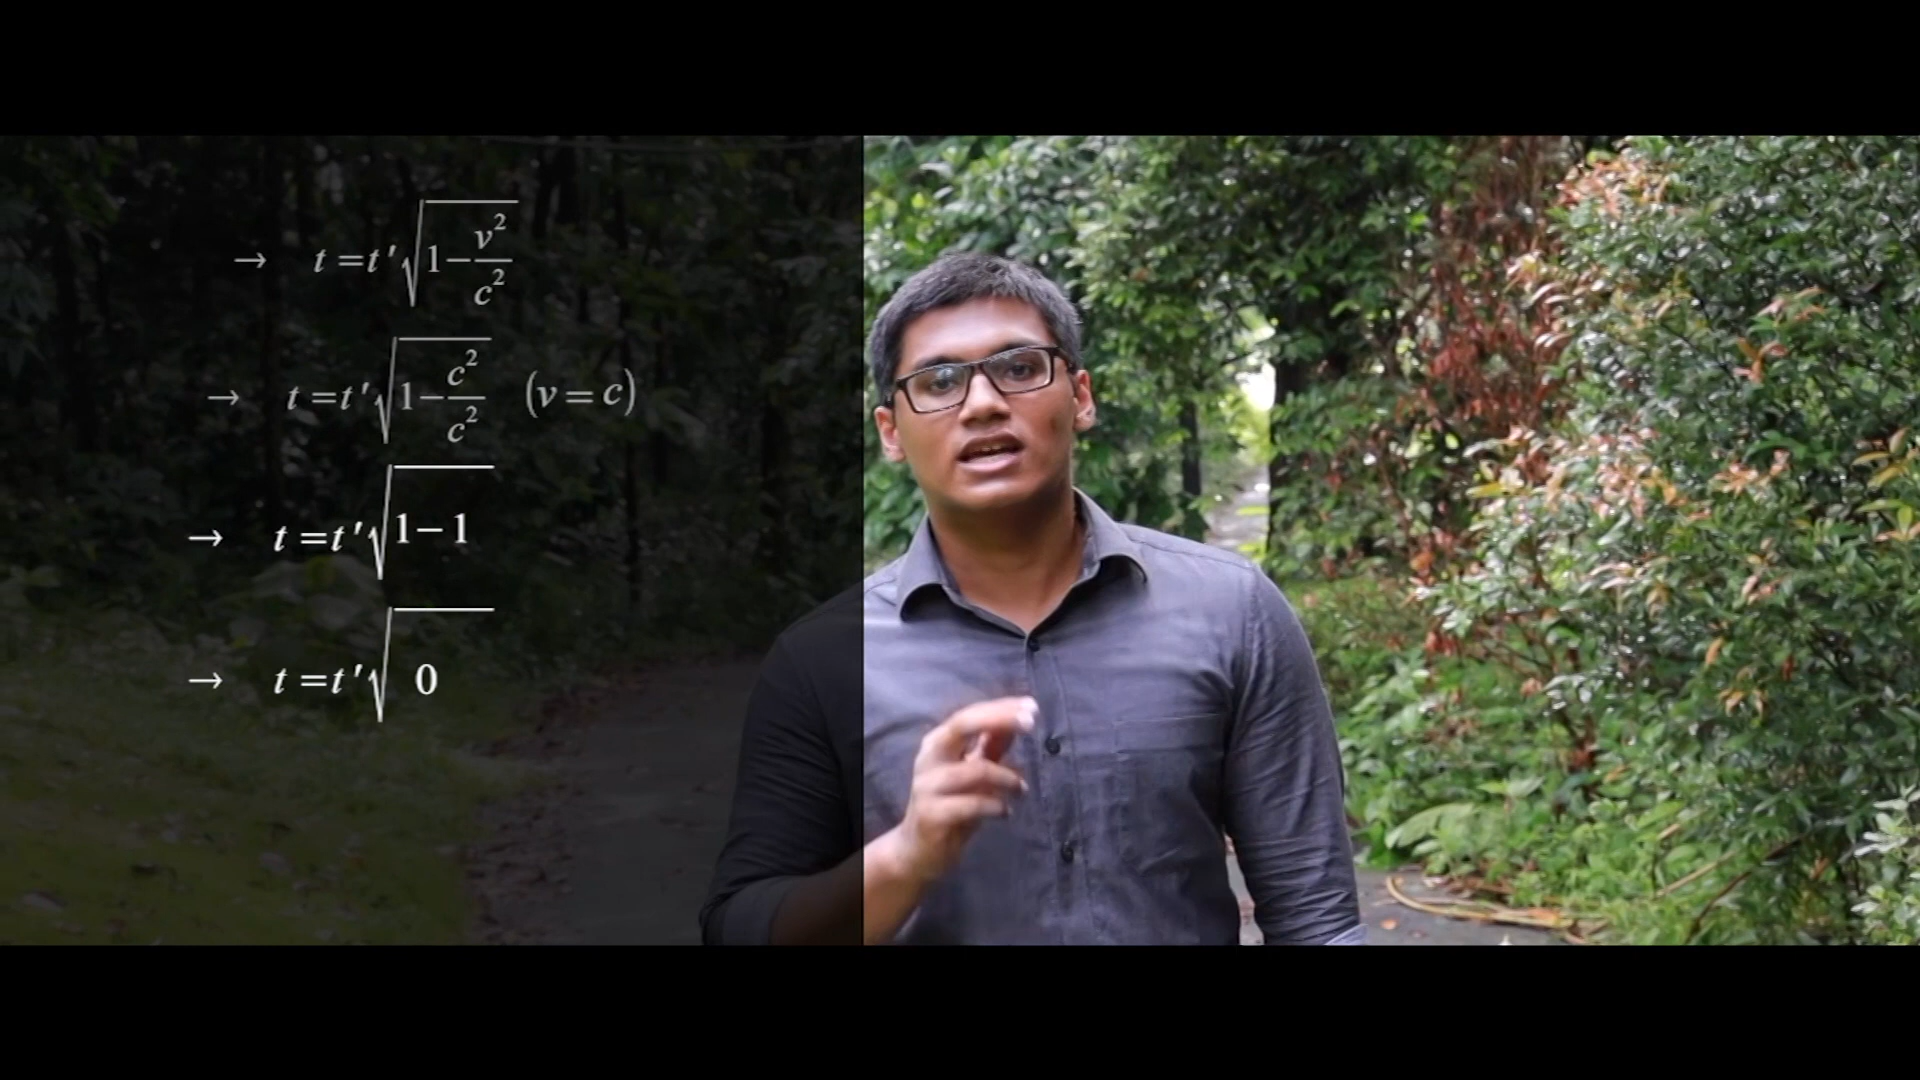 → t = t′√(1 − v²/c²)
→ t = t′√(1 − c²/c²) (v = c)
→ t = t′√(1 − 1)
→ t = t′√0